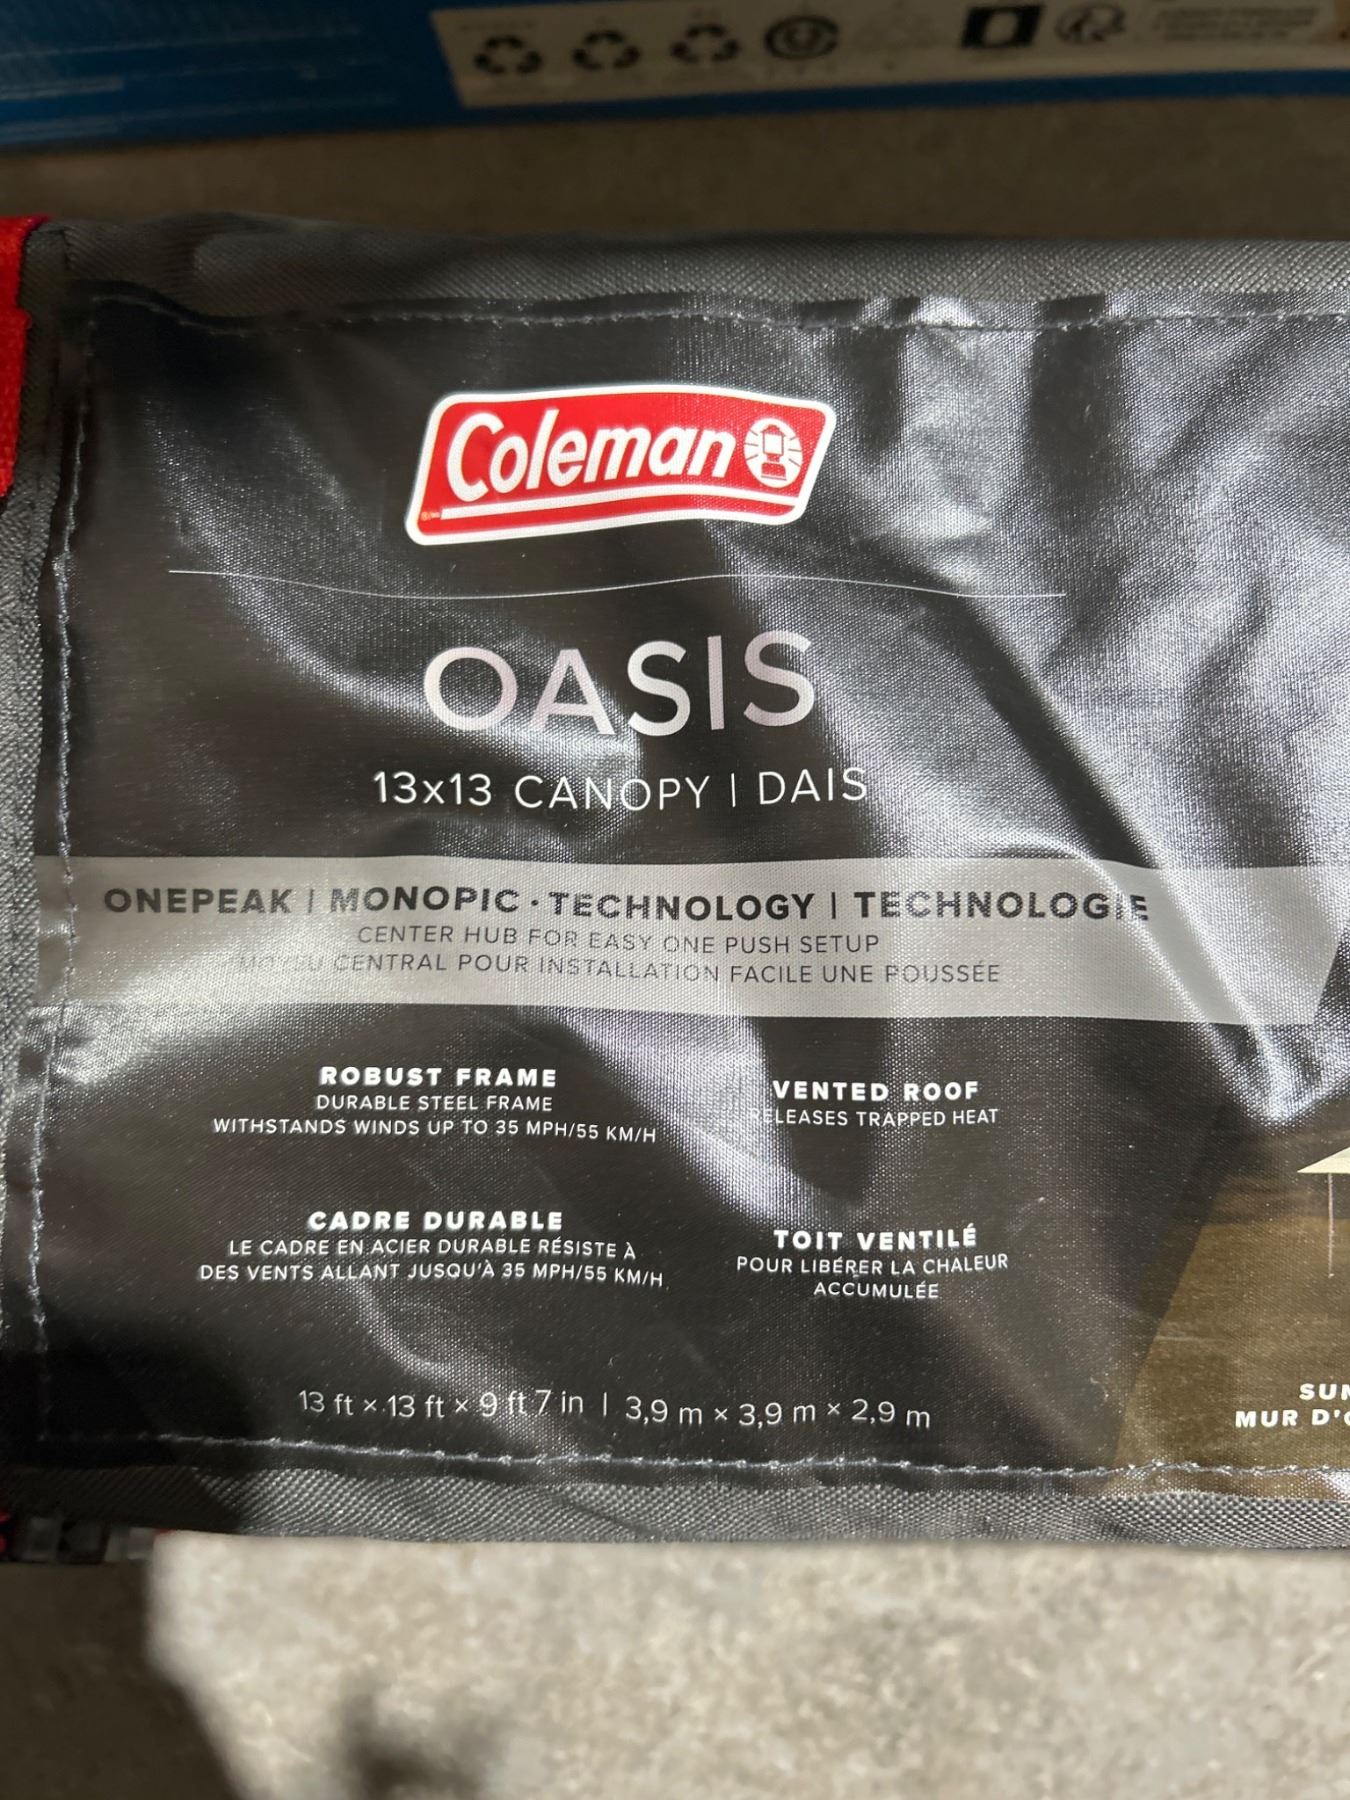 Coleman
OASIS
13x13 CANOPY | DAIS
ONEPEAK | MONOPIC · TECHNOLOGY | TECHNOLOGIE
CENTER HUB FOR EASY ONE PUSH SETUP
MOYEU CENTRAL POUR INSTALLATION FACILE UNE POUSSÉE
ROBUST FRAME
DURABLE STEEL FRAME
WITHSTANDS WINDS UP TO 35 MPH/55 KM/H
VENTED ROOF
RELEASES TRAPPED HEAT
CADRE DURABLE
LE CADRE EN ACIER DURABLE RÉSISTE À
DES VENTS ALLANT JUSQU'À 35 MPH/55 KM/H
TOIT VENTILÉ
POUR LIBÉRER LA CHALEUR
ACCUMULÉE
13 ft × 13 ft × 9 ft 7 in | 3,9 m × 3,9 m × 2,9 m
SUN
MUR D'O